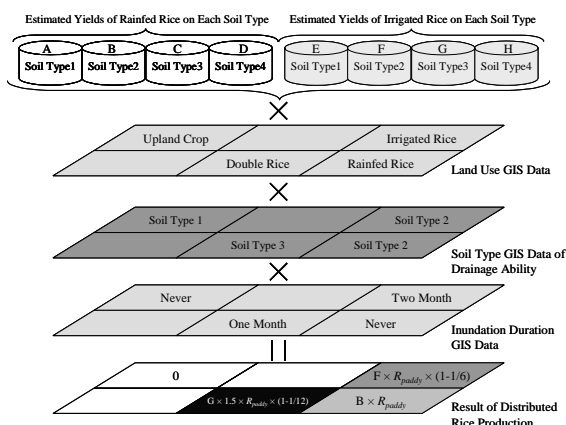 Estimated Yields of Rainfed Rice on Each Soil Type
Estimated Yields of Irrigated Rice on Each Soil Type
A B C D E F G H
Soil Type1 Soil Type2 Soil Type3 Soil Type4 Soil Type1 Soil Type2 Soil Type3 Soil Type4
×
Upland Crop Irrigated Rice
Double Rice Rainfed Rice
Land Use GIS Data
×
Soil Type 1 Soil Type 2
Soil Type 3 Soil Type 2
Soil Type GIS Data of
Drainage Ability
×
Never Two Month
One Month Never
Inundation Duration
GIS Data
=
0 F × R_paddy × (1-1/6)
G × 1.5 × R_paddy × (1-1/12) B × R_paddy
Result of Distributed
Rice Production